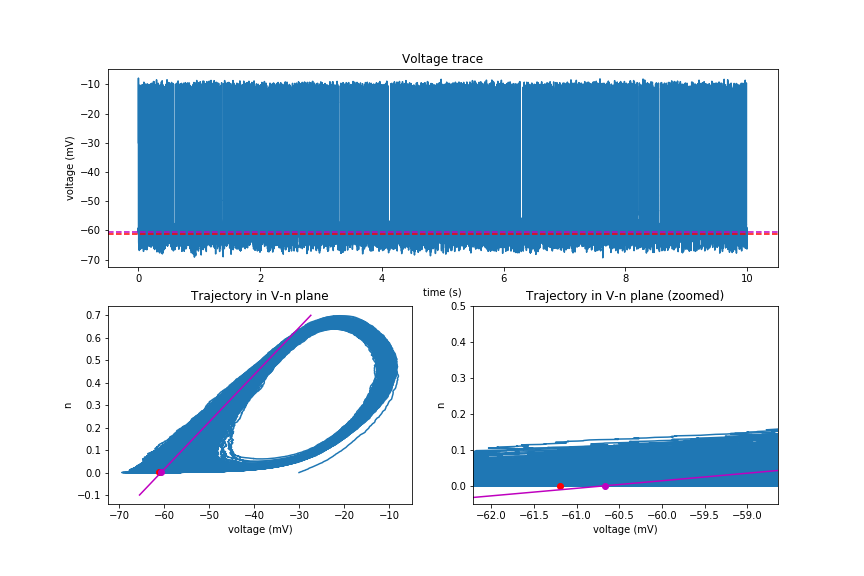 Voltage trace
−10
−20
−30
−40
−50
−60
−70
voltage (mV)
0 2 4 6 8 10
time (s)
Trajectory in V-n plane
0.7
0.6
0.5
0.4
0.3
0.2
0.1
0.0
−0.1
n
−70 −60 −50 −40 −30 −20 −10
voltage (mV)
Trajectory in V-n plane (zoomed)
0.5
0.4
0.3
0.2
0.1
0.0
n
−62.0 −61.5 −61.0 −60.5 −60.0 −59.5 −59.0
voltage (mV)